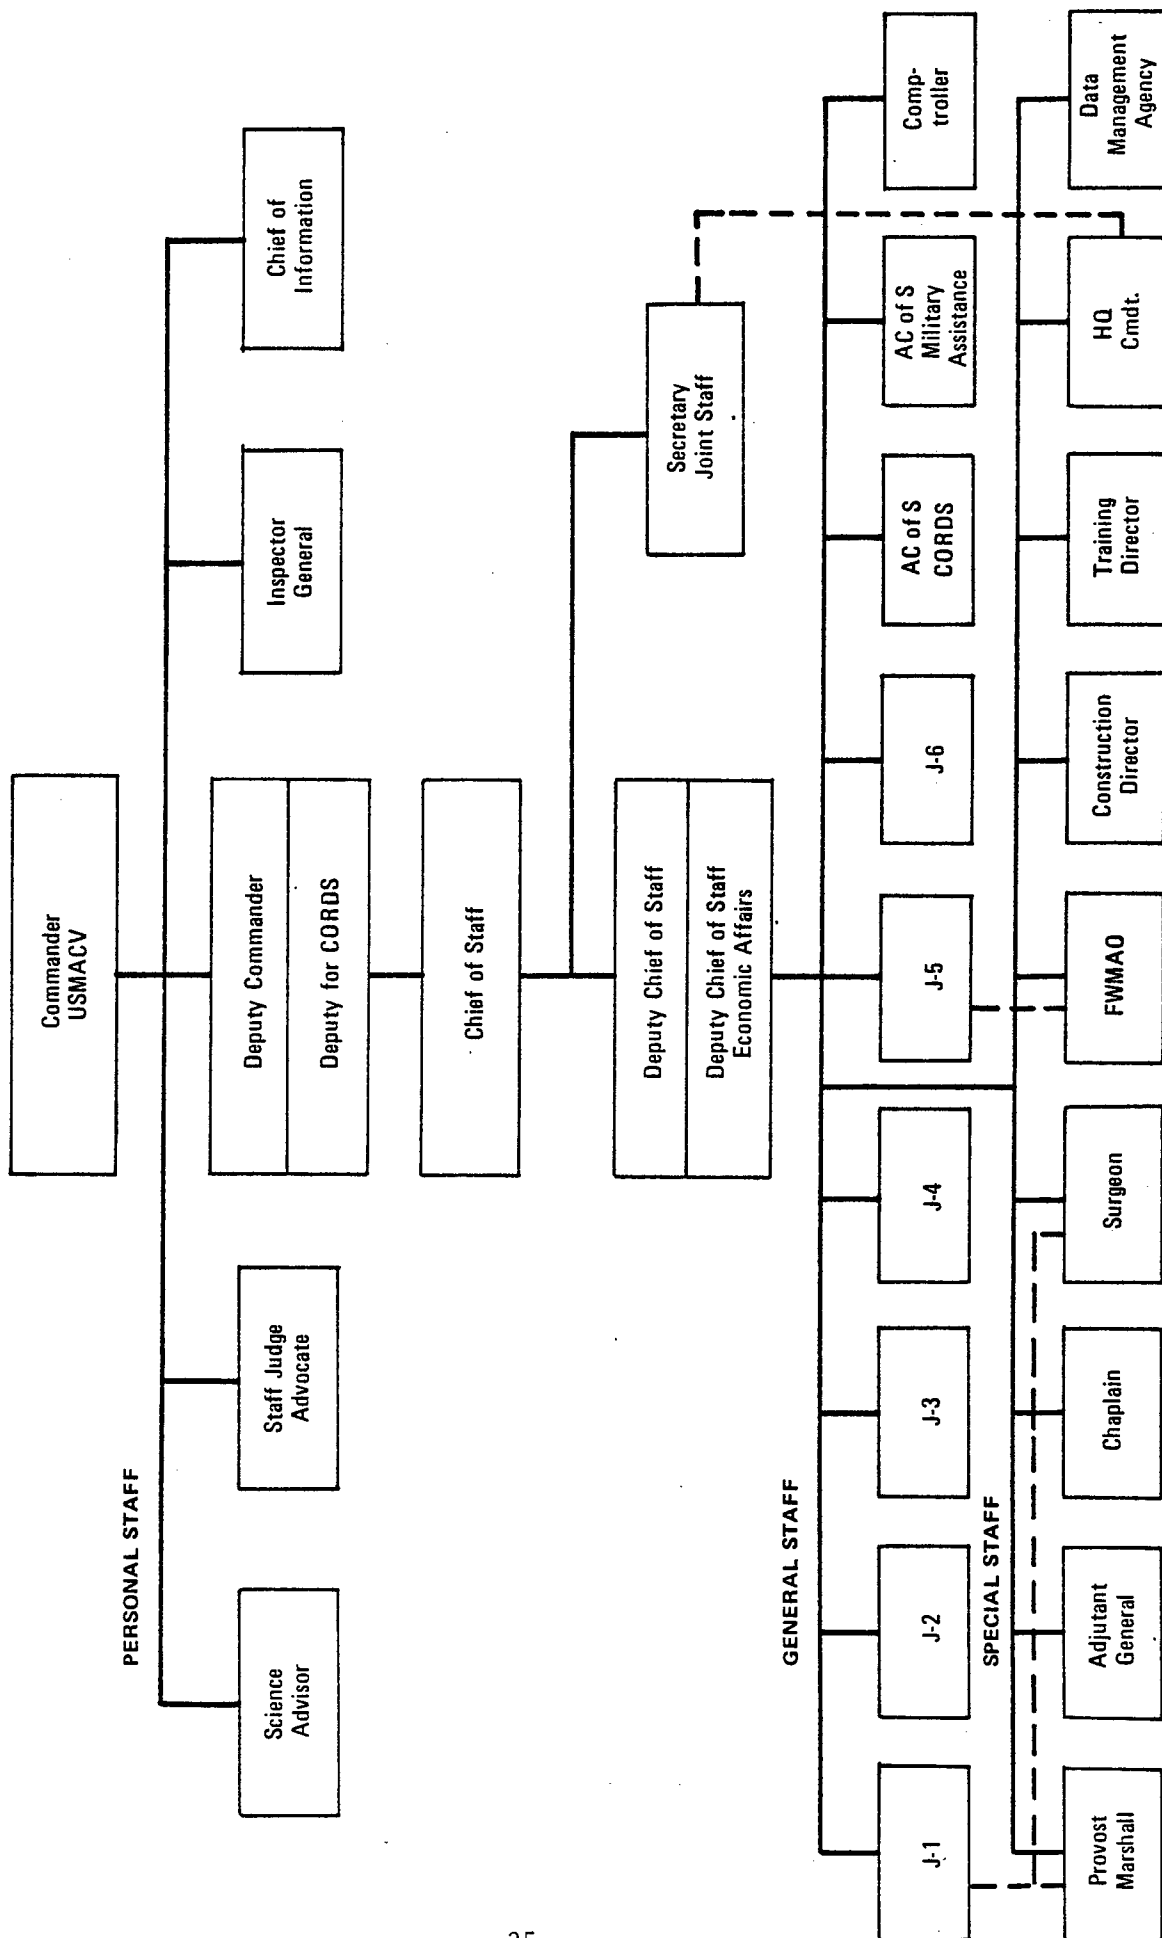 Commander
USMACV
PERSONAL STAFF
Science
Advisor
Staff Judge
Advocate
Inspector
General
Chief of
Information
Deputy Commander
Deputy for CORDS
Chief of Staff
Secretary
Joint Staff
Deputy Chief of Staff
Deputy Chief of Staff
Economic Affairs
GENERAL STAFF
J-1
J-2
J-3
J-4
J-5
J-6
AC of S
CORDS
AC of S
Military
Assistance
Comp-
troller
SPECIAL STAFF
Provost
Marshall
Adjutant
General
Chaplain
Surgeon
FWMAO
Construction
Director
Training
Director
HQ
Cmdt.
Data
Management
Agency